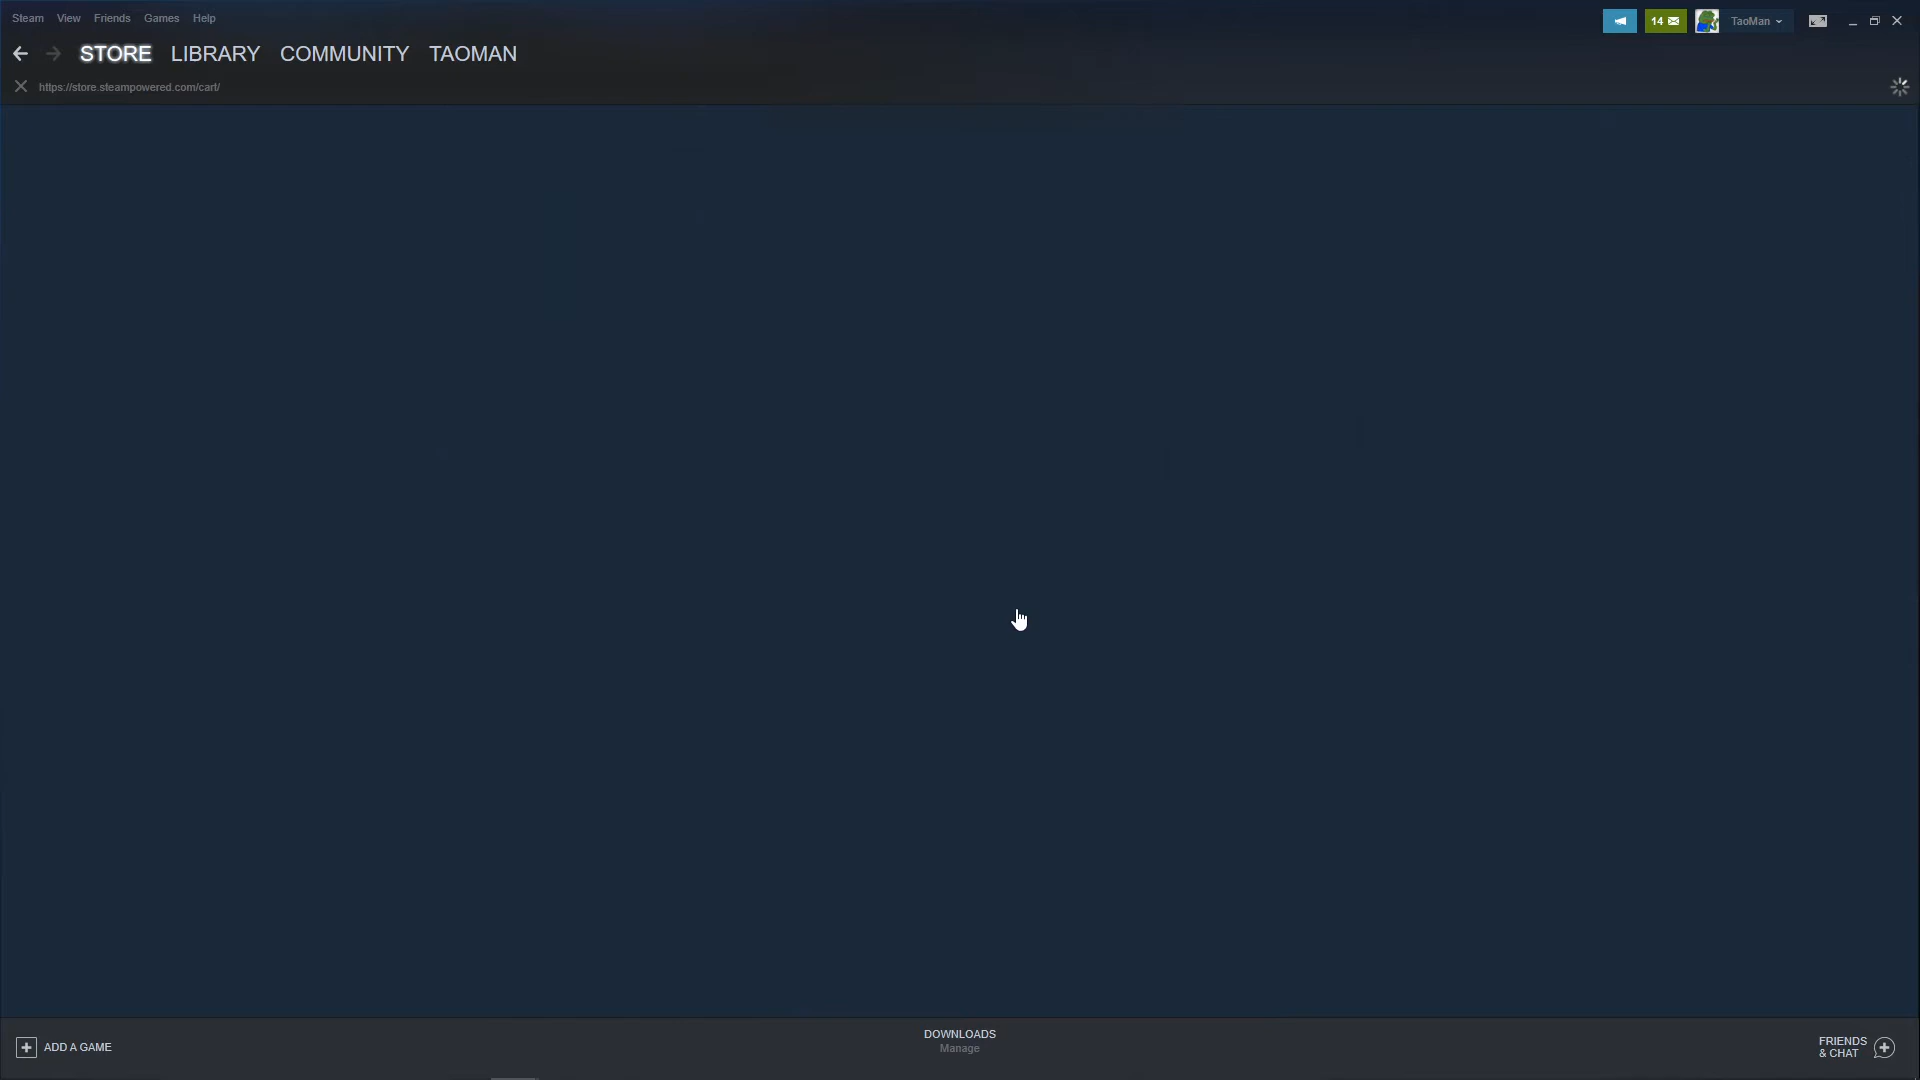 Steam View Friends Games Help
14 TaoMan
STORE LIBRARY COMMUNITY TAOMAN
https://store.steampowered.com/cart/
DOWNLOADS
Manage
ADD A GAME
FRIENDS
& CHAT